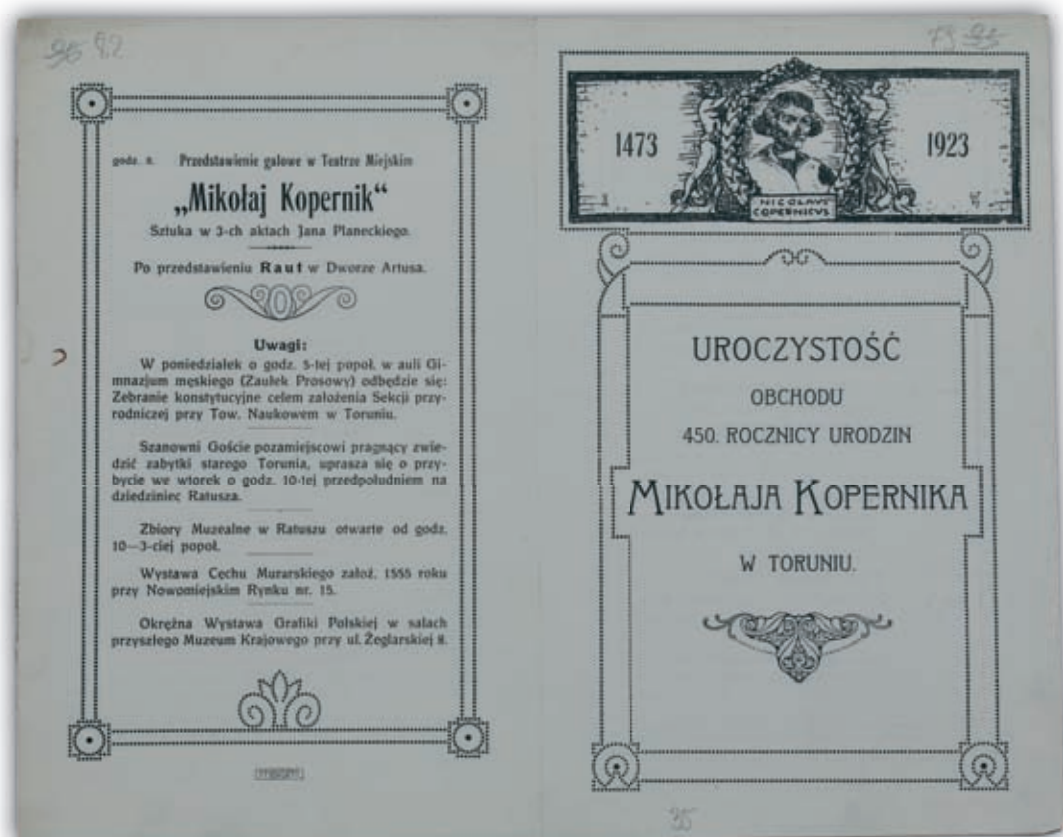 82
godz. 8. Przedstawienie galowe w Teatrze Miejskim
„Mikołaj Kopernik“
Sztuka w 3-ch aktach Jana Planeckiego.
Po przedstawieniu Raut w Dworze Artusa.
Uwagi:
W poniedziałek o godz. 5-tej popoł. w auli Gi-
mnazjum męskiego (Zaułek Prosowy) odbędzie się:
Zebranie konstytucyjne celem założenia Sekcji przy-
rodniczej przy Tow. Naukowem w Toruniu.
Szanowni Goście pozamiejscowi pragnący zwie-
dzić zabytki starego Torunia, uprasza się o przy-
bycie we wtorek o godz. 10-tej przedpołudniem na
dziedziniec Ratusza.
Zbiory Muzealne w Ratuszu otwarte od godz.
10—3-ciej popoł.
Wystawa Cechu Murarskiego załoź. 1555 roku
przy Nowomiejskim Rynku nr. 15.
Okrężna Wystawa Grafiki Polskiej w salach
przyszłego Muzeum Krajowego przy ul. Żeglarskiej 8.
79
1473
1923
NICOLAVS
COPERNICVS
UROCZYSTOŚĆ
OBCHODU
450. ROCZNICY URODZIN
MIKOŁAJA KOPERNIKA
W TORUNIU.
35